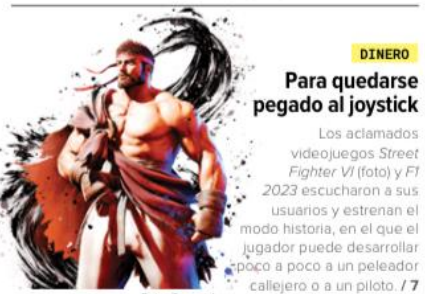 DINERO
Para quedarse
pegado al joystick
Los aclamados
videojuegos Street
Fighter VI (foto) y F1
2023 escucharon a sus
usuarios y estrenan el
modo historia, en el que el
jugador puede desarrollar
poco a poco a un peleador
callejero o a un piloto. / 7